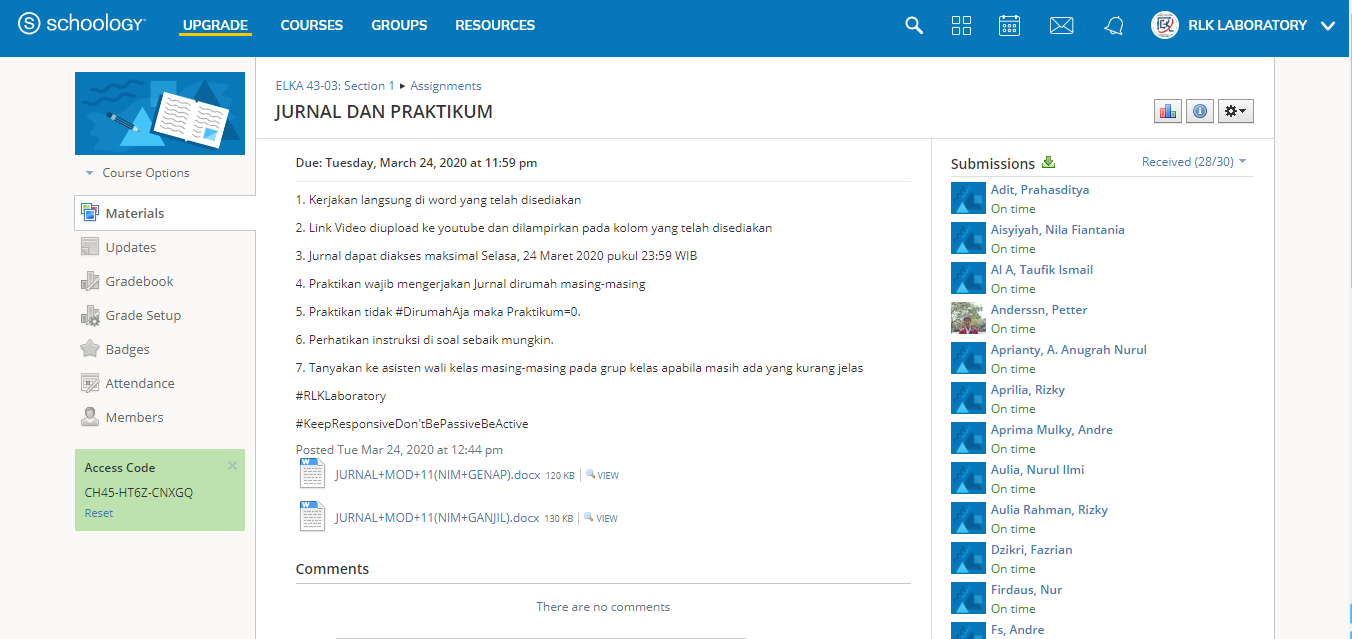 schoology®
UPGRADE
COURSES
GROUPS
RESOURCES
RLK LABORATORY
Course Options
Materials
Updates
Gradebook
Grade Setup
Badges
Attendance
Members
Access Code
CH45-HT6Z-CNXGQ
Reset
ELKA 43-03: Section 1 ▸ Assignments
JURNAL DAN PRAKTIKUM
Due: Tuesday, March 24, 2020 at 11:59 pm
1. Kerjakan langsung di word yang telah disediakan
2. Link Video diupload ke youtube dan dilampirkan pada kolom yang telah disediakan
3. Jurnal dapat diakses maksimal Selasa, 24 Maret 2020 pukul 23:59 WIB
4. Praktikan wajib mengerjakan Jurnal dirumah masing-masing
5. Praktikan tidak #DirumahAja maka Praktikum=0.
6. Perhatikan instruksi di soal sebaik mungkin.
7. Tanyakan ke asisten wali kelas masing-masing pada grup kelas apabila masih ada yang kurang jelas
#RLKLaboratory
#KeepResponsiveDon'tBePassiveBeActive
Posted Tue Mar 24, 2020 at 12:44 pm
JURNAL+MOD+11(NIM+GENAP).docx 120 KB VIEW
JURNAL+MOD+11(NIM+GANJIL).docx 130 KB VIEW
Comments
There are no comments
Submissions
Received (28/30)
Adit, Prahasditya
On time
Aisyiyah, Nila Fiantania
On time
Al A, Taufik Ismail
On time
Anderssn, Petter
On time
Aprianty, A. Anugrah Nurul
On time
Aprilia, Rizky
On time
Aprima Mulky, Andre
On time
Aulia, Nurul Ilmi
On time
Aulia Rahman, Rizky
On time
Dzikri, Fazrian
On time
Firdaus, Nur
On time
Fs, Andre